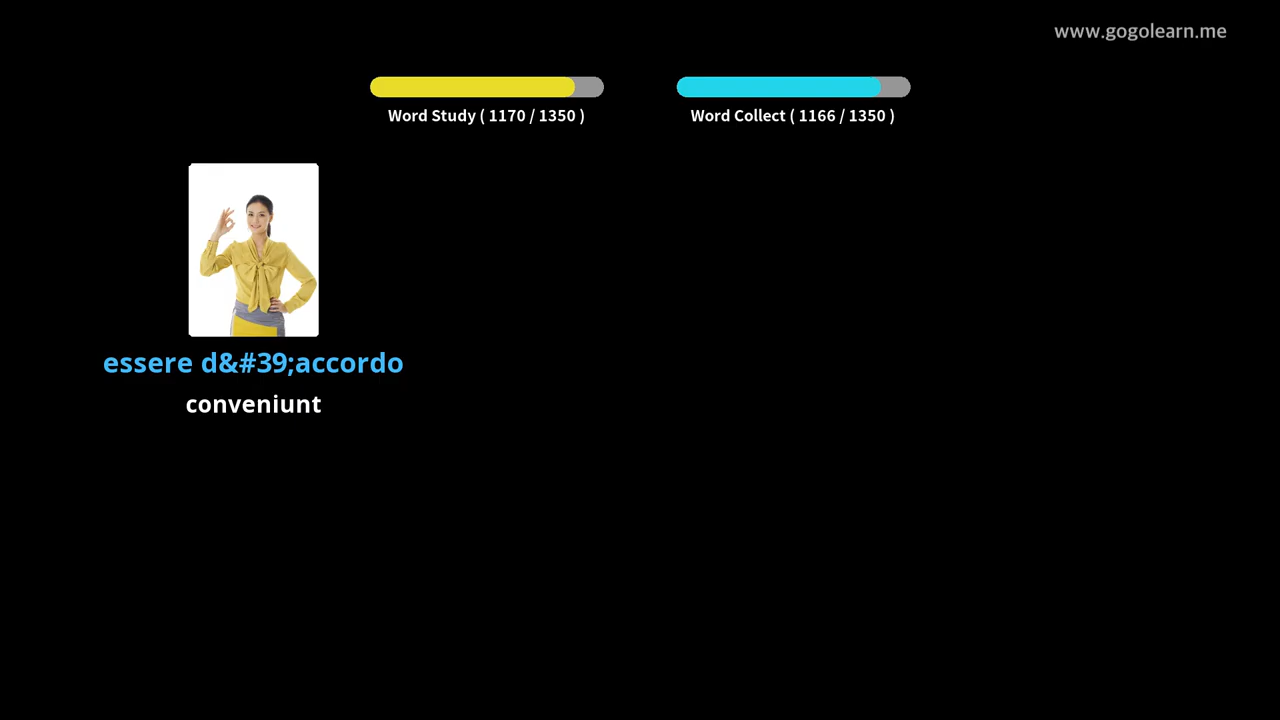 www.gogolearn.me
Word Study ( 1170 / 1350 )
Word Collect ( 1166 / 1350 )
essere d&#39;accordo
conveniunt